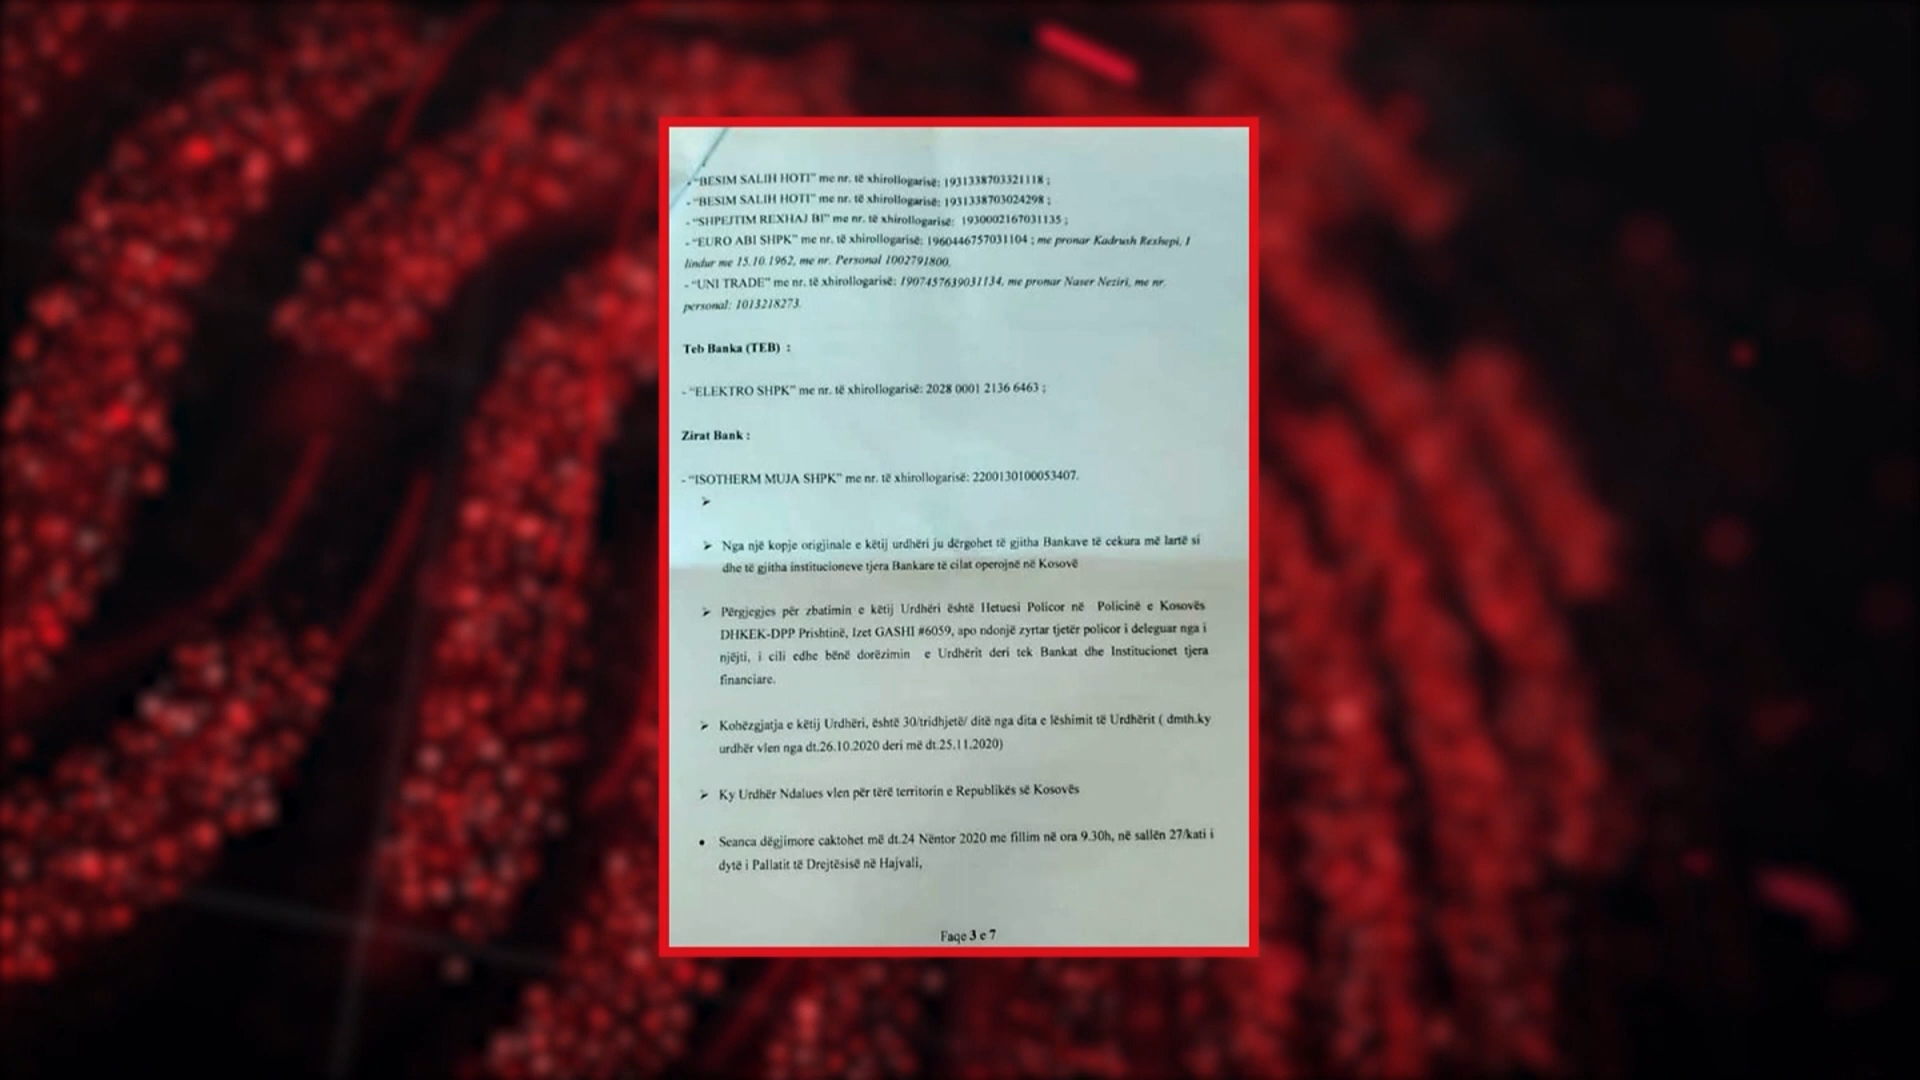 - "BESIM SALIH HOTI" me nr. të xhirollogarisë: 1931338703321118 ;
- "BESIM SALIH HOTI" me nr. të xhirollogarisë: 1931338703024298 ;
- "SHPEJTIM REXHAJ BI" me nr. të xhirollogarisë: 1930002167031135 ;
- "EURO ABI SHPK" me nr. të xhirollogarisë: 1960446757031104 ; me pronar Kadrush Rexhepi, I
lindur me 15.10.1962, me nr. Personal 1002791800.
- "UNI TRADE" me nr. të xhirollogarisë: 1907457639031134, me pronar Naser Neziri, me nr.
personal: 1013218273.
Teb Banka (TEB) :
- "ELEKTRO SHPK" me nr. të xhirollogarisë: 2028 0001 2136 6463 ;
Zirat Bank :
- "ISOTHERM MUJA SHPK" me nr. të xhirollogarisë: 2200130100053407.
➢
➢ Nga një kopje origjinale e këtij urdhëri ju dërgohet të gjitha Bankave të cekura më lartë si
dhe të gjitha institucioneve tjera Bankare të cilat operojnë në Kosovë
➢ Përgjegjes për zbatimin e këtij Urdhëri është Hetuesi Policor në Policinë e Kosovës
DHKEK-DPP Prishtinë, Izet GASHI #6059, apo ndonjë zyrtar tjetër policor i deleguar nga i
njëjti, i cili edhe bënë dorëzimin e Urdhërit deri tek Bankat dhe Institucionet tjera
financiare.
➢ Kohëzgjatja e këtij Urdhëri, është 30/tridhjetë/ ditë nga dita e lëshimit të Urdhërit ( dmth.ky
urdhër vlen nga dt.26.10.2020 deri më dt.25.11.2020)
➢ Ky Urdhër Ndalues vlen për tërë territorin e Republikës së Kosovës
• Seanca dëgjimore caktohet më dt.24 Nëntor 2020 me fillim në ora 9.30h, në sallën 27/kati i
dytë i Pallatit të Drejtësisë në Hajvali,
Faqe 3 e 7